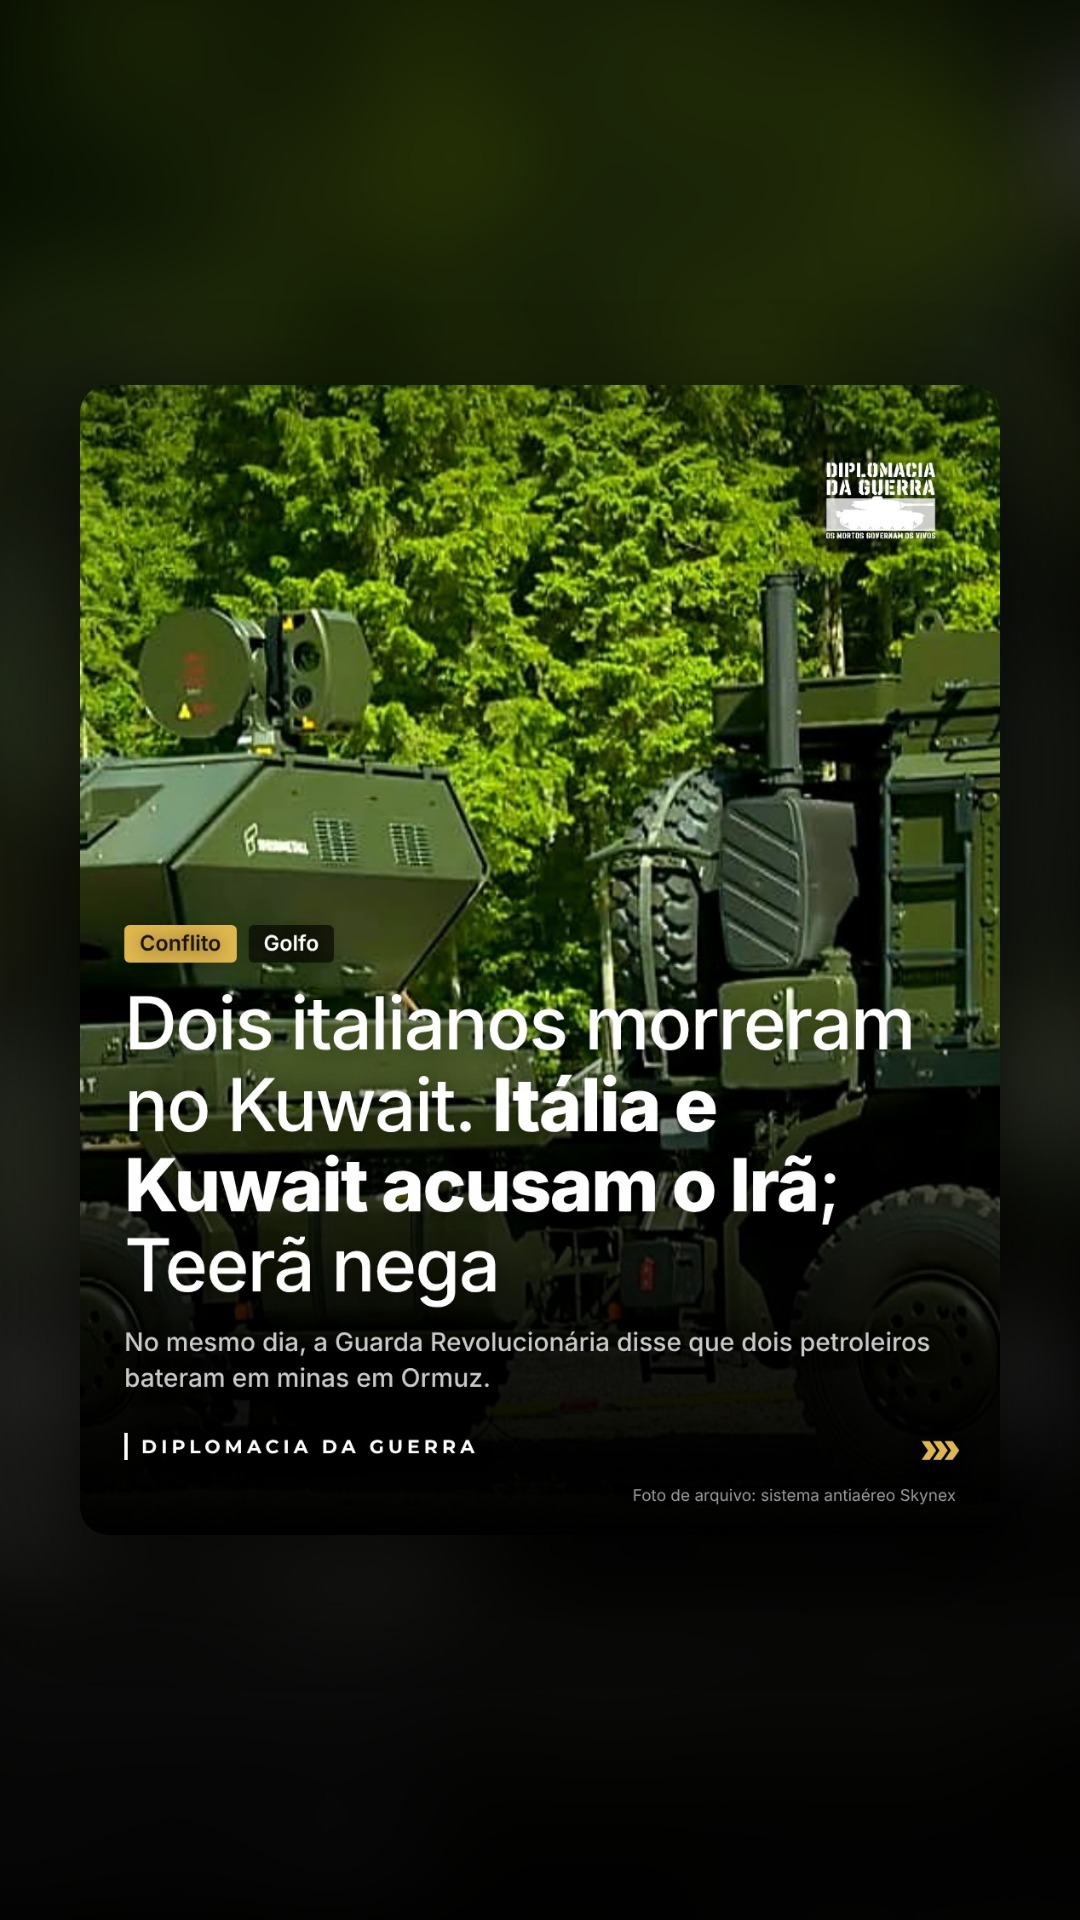 DIPLOMACIA
DA GUERRA
OS MORTOS GOVERNAM OS VIVOS
RHEINMETALL
Conflito Golfo
Dois italianos morreram
no Kuwait. Itália e
Kuwait acusam o Irã;
Teerã nega
No mesmo dia, a Guarda Revolucionária disse que dois petroleiros
bateram em minas em Ormuz.
DIPLOMACIA DA GUERRA
Foto de arquivo: sistema antiaéreo Skynex